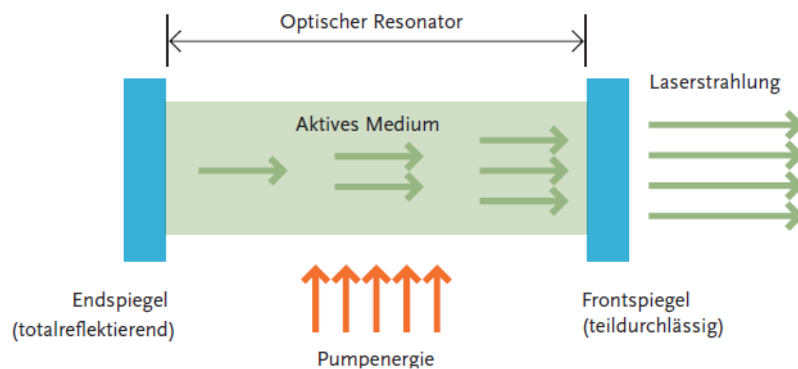 Optischer Resonator
Laserstrahlung
Aktives Medium
Endspiegel
(totalreflektierend)
Frontspiegel
(teildurchlässig)
Pumpenergie